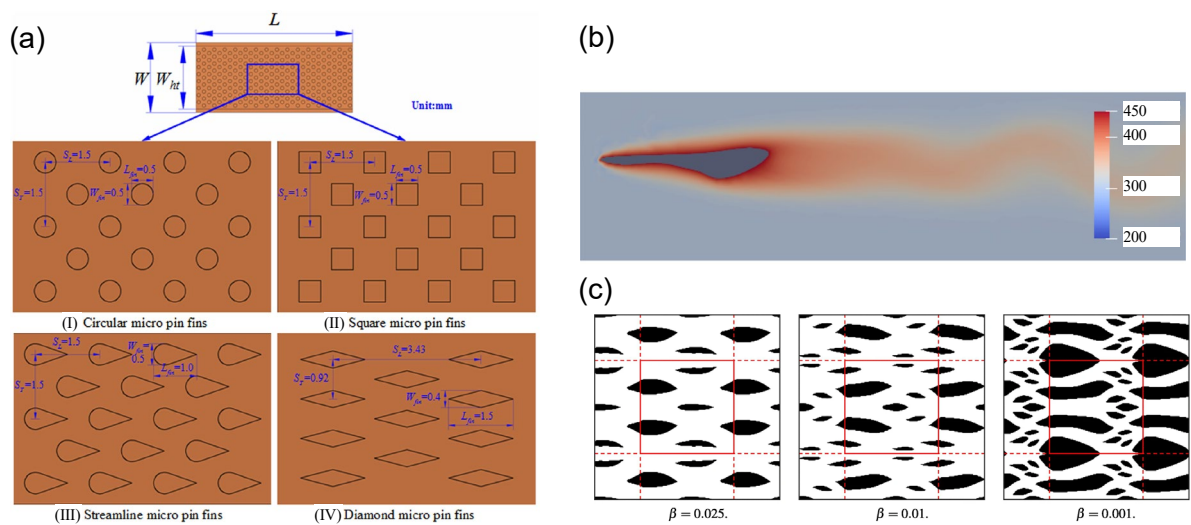 (a)
L
W
W_ht
Unit:mm
S_L=1.5
L_fin=0.5
W_fin=0.5
S_T=1.5
(I) Circular micro pin fins
S_L=1.5
L_fin=0.5
W_fin=0.5
S_T=1.5
(II) Square micro pin fins
S_L=1.5
W_fin=
0.5
L_fin=1.0
S_T=1.5
(III) Streamline micro pin fins
S_L=3.43
S_T=0.92
W_fin=0.4
L_fin=1.5
(IV) Diamond micro pin fins
(b)
450
400
300
200
(c)
β = 0.025.
β = 0.01.
β = 0.001.